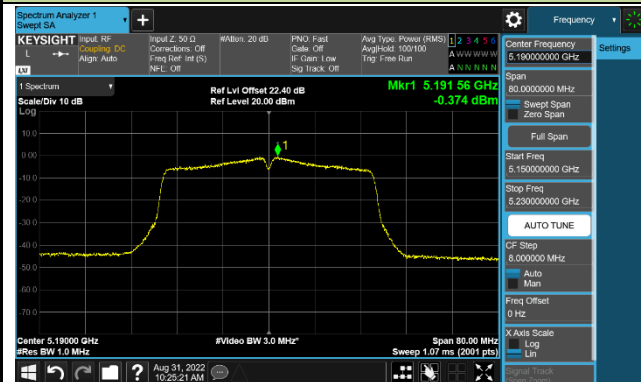 Spectrum Analyzer 1
Swept SA
Frequency
KEYSIGHT
Input: RF
Coupling: DC
Align: Auto
Input Z: 50 Ω
Corrections: Off
Freq Ref: Int (S)
NFE: Off
#Atten: 20 dB
PNO: Fast
Gate: Off
IF Gain: Low
Sig Track: Off
Avg Type: Power (RMS)
Avg|Hold: 100/100
Trig: Free Run
1 2 3 4 5 6
A W W W W W
A N N N N N
L
LXI
1 Spectrum
Scale/Div 10 dB
Log
Ref Lvl Offset 22.40 dB
Ref Level 20.00 dBm
Mkr1 5.191 56 GHz
-0.374 dBm
1
10.0
0.00
-10.0
-20.0
-30.0
-40.0
-50.0
-60.0
-70.0
Center 5.19000 GHz
#Res BW 1.0 MHz
#Video BW 3.0 MHz*
Span 80.00 MHz
Sweep 1.07 ms (2001 pts)
Center Frequency
5.190000000 GHz
Settings
Span
80.0000000 MHz
Swept Span
Zero Span
Full Span
Start Freq
5.150000000 GHz
Stop Freq
5.230000000 GHz
AUTO TUNE
CF Step
8.000000 MHz
Auto
Man
Freq Offset
0 Hz
X Axis Scale
Log
Lin
Signal Track
(Span Zoom)
Aug 31, 2022
10:25:21 AM